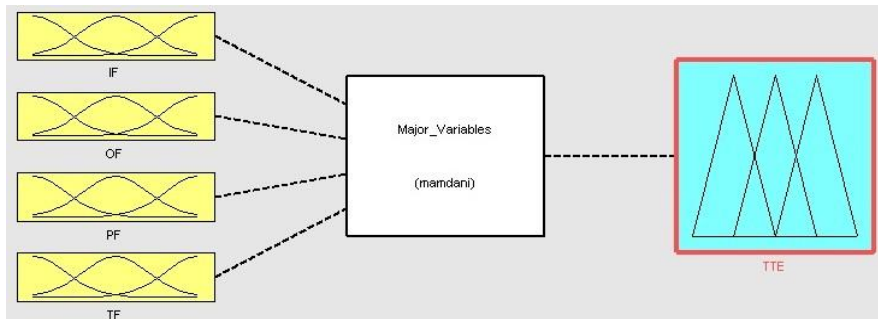 IF
OF
PF
TF
Major_Variables
(mamdani)
TTE